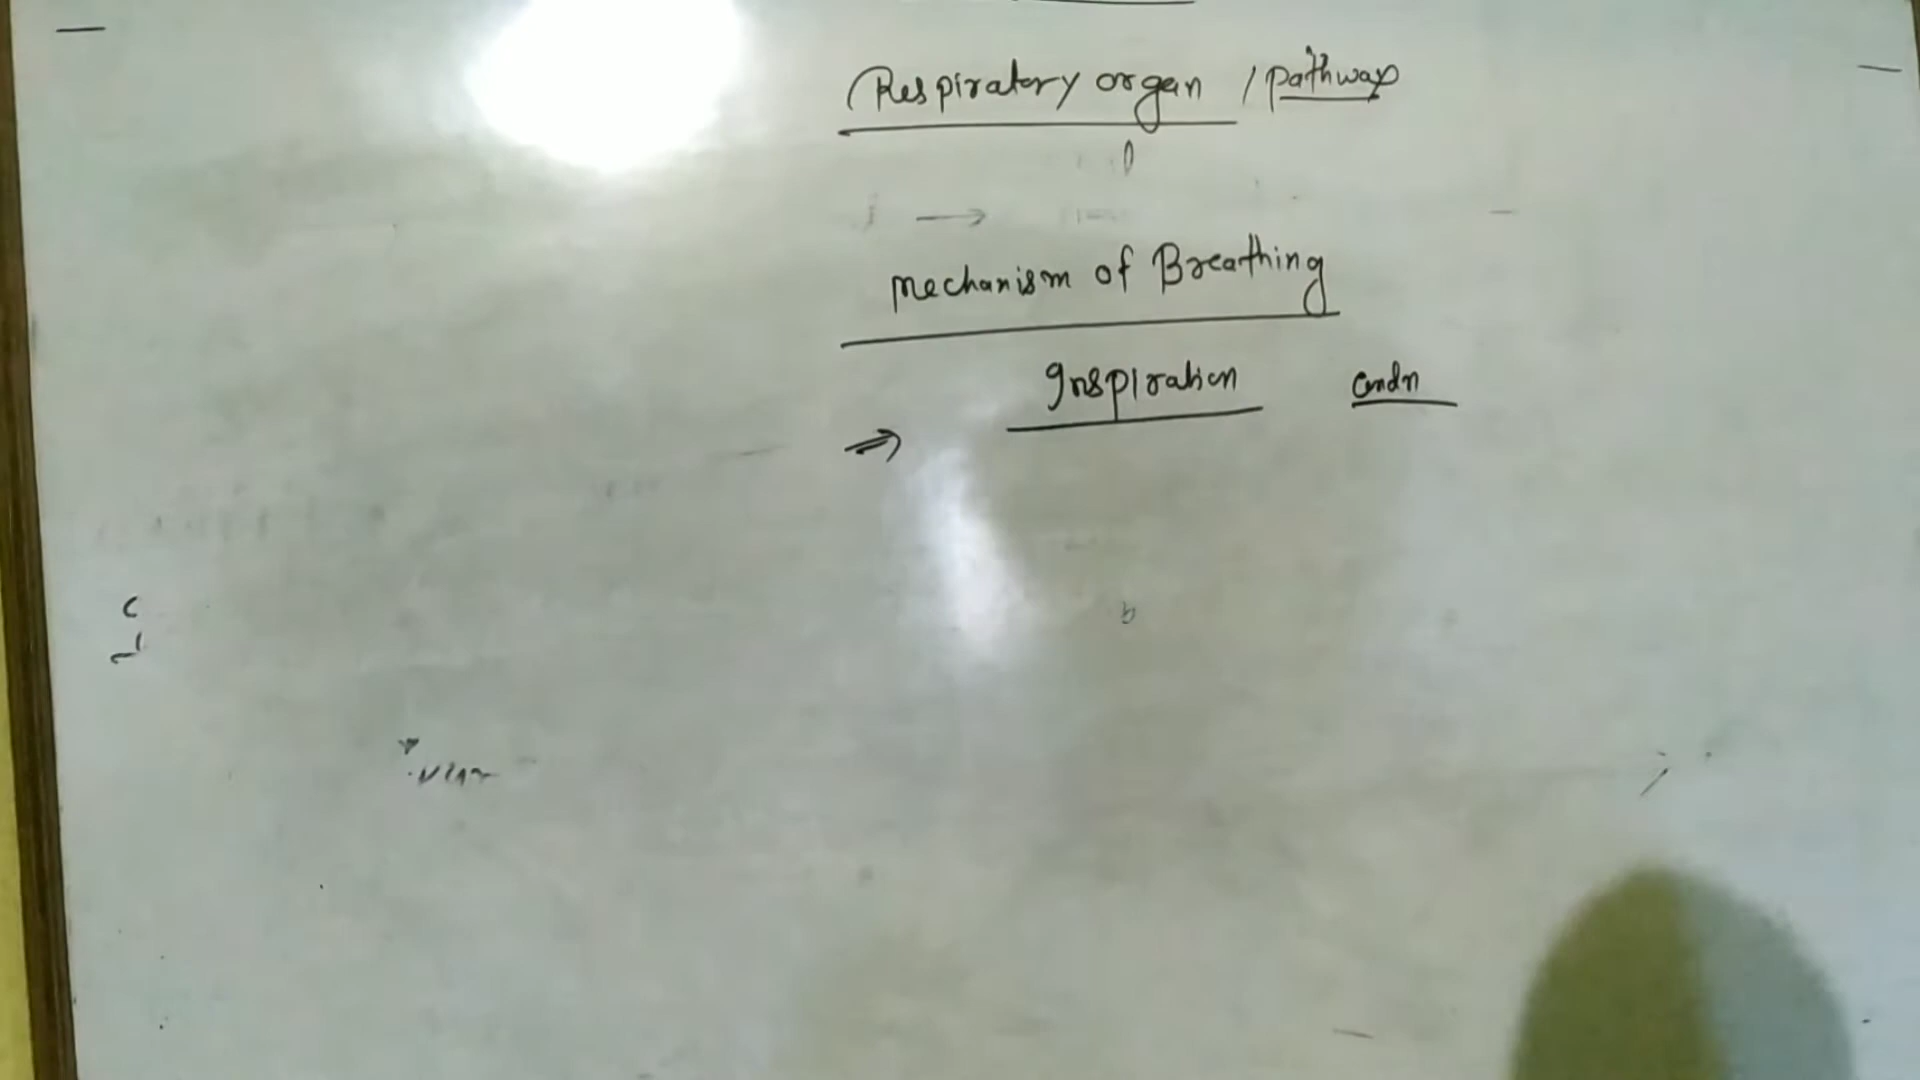 Respiratory organ / pathway
mechanism of Breathing
Inspiration condn
⇒